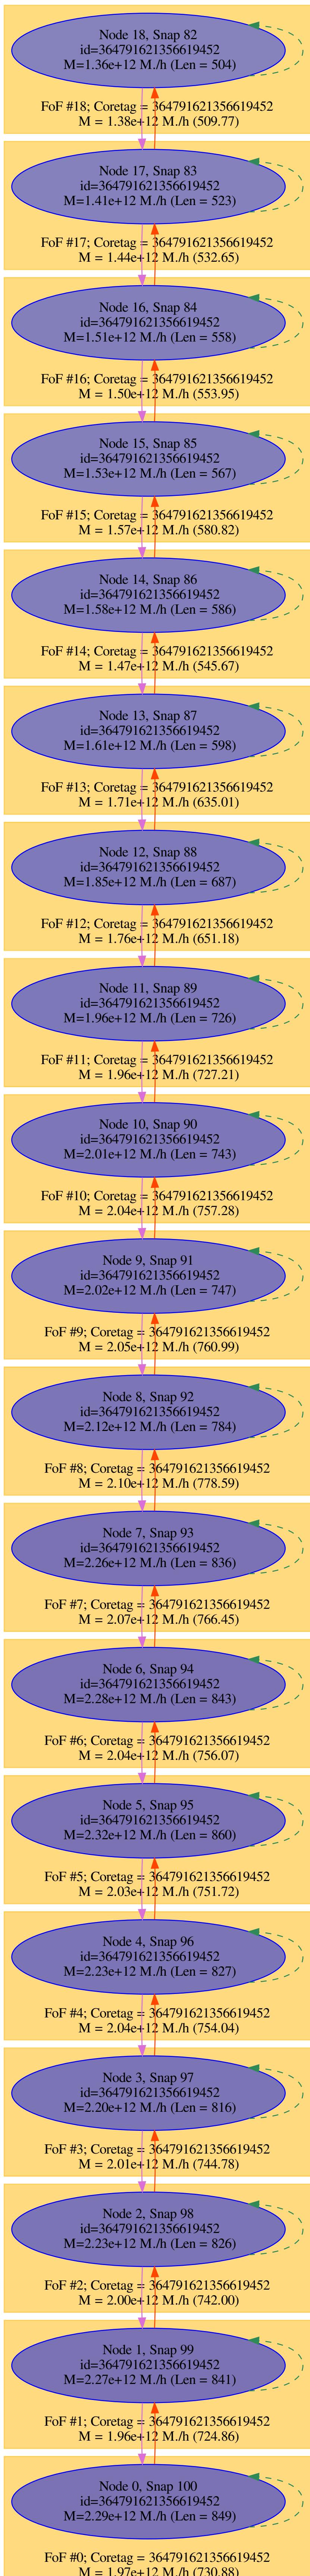 Node 18, Snap 82
id=364791621356619452
M=1.36e+12 M./h (Len = 504)
FoF #18; Coretag = 364791621356619452
M = 1.38e+12 M./h (509.77)
Node 17, Snap 83
id=364791621356619452
M=1.41e+12 M./h (Len = 523)
FoF #17; Coretag = 364791621356619452
M = 1.44e+12 M./h (532.65)
Node 16, Snap 84
id=364791621356619452
M=1.51e+12 M./h (Len = 558)
FoF #16; Coretag = 364791621356619452
M = 1.50e+12 M./h (553.95)
Node 15, Snap 85
id=364791621356619452
M=1.53e+12 M./h (Len = 567)
FoF #15; Coretag = 364791621356619452
M = 1.57e+12 M./h (580.82)
Node 14, Snap 86
id=364791621356619452
M=1.58e+12 M./h (Len = 586)
FoF #14; Coretag = 364791621356619452
M = 1.47e+12 M./h (545.67)
Node 13, Snap 87
id=364791621356619452
M=1.61e+12 M./h (Len = 598)
FoF #13; Coretag = 364791621356619452
M = 1.71e+12 M./h (635.01)
Node 12, Snap 88
id=364791621356619452
M=1.85e+12 M./h (Len = 687)
FoF #12; Coretag = 364791621356619452
M = 1.76e+12 M./h (651.18)
Node 11, Snap 89
id=364791621356619452
M=1.96e+12 M./h (Len = 726)
FoF #11; Coretag = 364791621356619452
M = 1.96e+12 M./h (727.21)
Node 10, Snap 90
id=364791621356619452
M=2.01e+12 M./h (Len = 743)
FoF #10; Coretag = 364791621356619452
M = 2.04e+12 M./h (757.28)
Node 9, Snap 91
id=364791621356619452
M=2.02e+12 M./h (Len = 747)
FoF #9; Coretag = 364791621356619452
M = 2.05e+12 M./h (760.99)
Node 8, Snap 92
id=364791621356619452
M=2.12e+12 M./h (Len = 784)
FoF #8; Coretag = 364791621356619452
M = 2.10e+12 M./h (778.59)
Node 7, Snap 93
id=364791621356619452
M=2.26e+12 M./h (Len = 836)
FoF #7; Coretag = 364791621356619452
M = 2.07e+12 M./h (766.45)
Node 6, Snap 94
id=364791621356619452
M=2.28e+12 M./h (Len = 843)
FoF #6; Coretag = 364791621356619452
M = 2.04e+12 M./h (756.07)
Node 5, Snap 95
id=364791621356619452
M=2.32e+12 M./h (Len = 860)
FoF #5; Coretag = 364791621356619452
M = 2.03e+12 M./h (751.72)
Node 4, Snap 96
id=364791621356619452
M=2.23e+12 M./h (Len = 827)
FoF #4; Coretag = 364791621356619452
M = 2.04e+12 M./h (754.04)
Node 3, Snap 97
id=364791621356619452
M=2.20e+12 M./h (Len = 816)
FoF #3; Coretag = 364791621356619452
M = 2.01e+12 M./h (744.78)
Node 2, Snap 98
id=364791621356619452
M=2.23e+12 M./h (Len = 826)
FoF #2; Coretag = 364791621356619452
M = 2.00e+12 M./h (742.00)
Node 1, Snap 99
id=364791621356619452
M=2.27e+12 M./h (Len = 841)
FoF #1; Coretag = 364791621356619452
M = 1.96e+12 M./h (724.86)
Node 0, Snap 100
id=364791621356619452
M=2.29e+12 M./h (Len = 849)
FoF #0; Coretag = 364791621356619452
M = 1.97e+12 M./h (730.88)